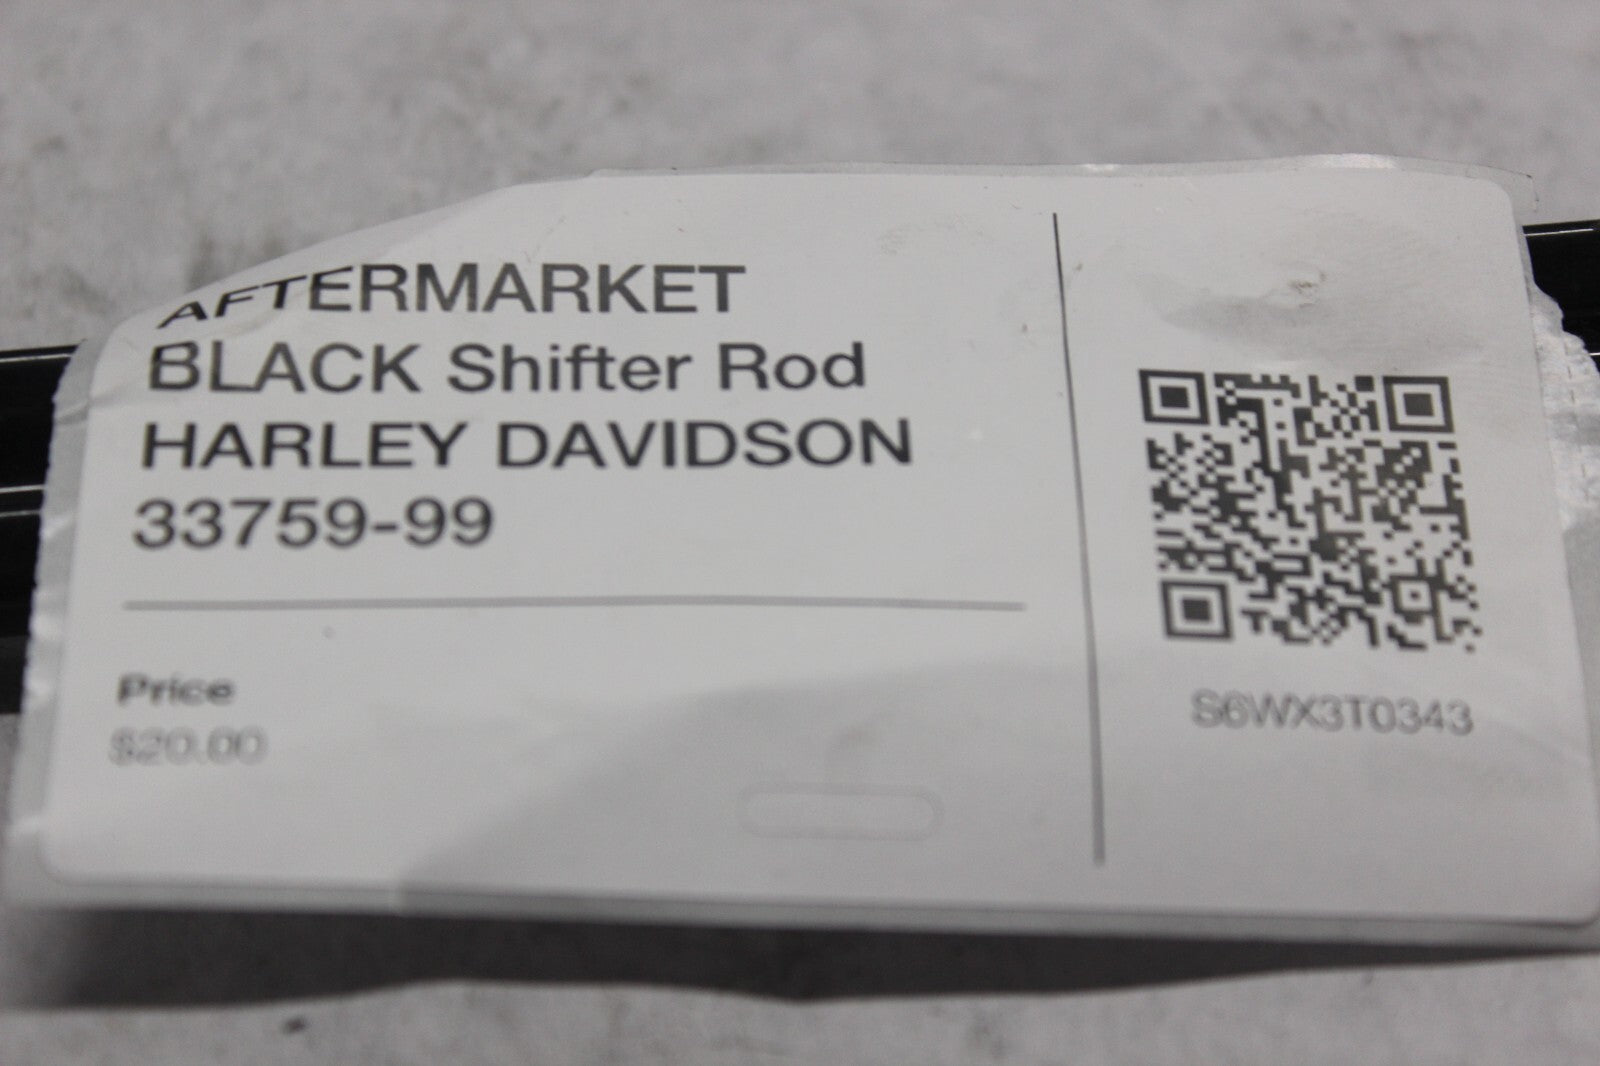 AFTERMARKET
BLACK Shifter Rod
HARLEY DAVIDSON
33759-99
Price
$20.00
S6WX3T0343